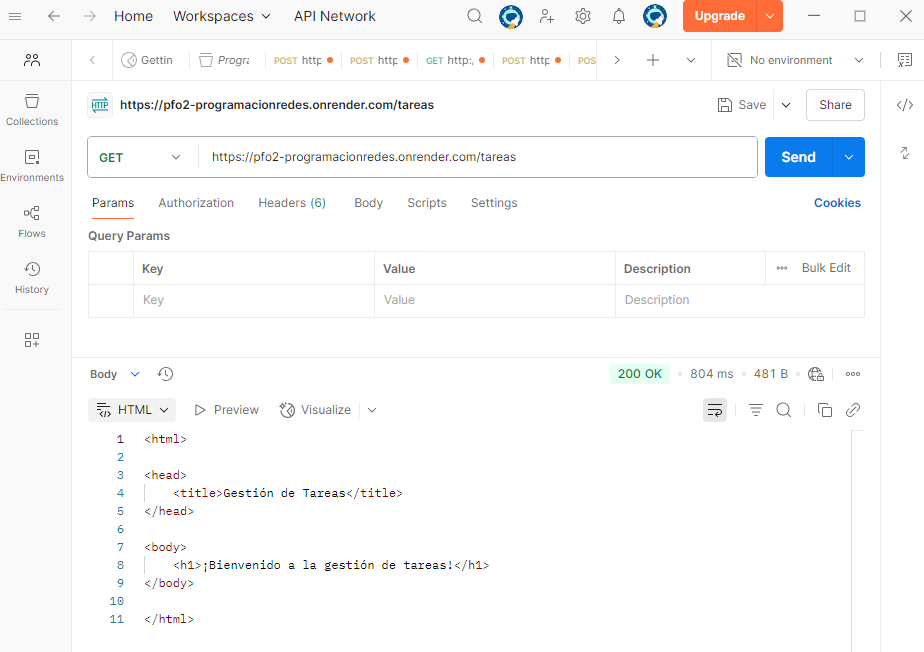 Home Workspaces API Network Upgrade
Gettin Progra POST http POST http GET http:, POST http POS No environment
https://pfo2-programacionredes.onrender.com/tareas Save Share
Collections
Environments
Flows
History
GET https://pfo2-programacionredes.onrender.com/tareas Send
Params Authorization Headers (6) Body Scripts Settings Cookies
Query Params
Key Value Description Bulk Edit
Key Value Description
Body 200 OK 804 ms 481 B
HTML Preview Visualize
1 <html>
2
3 <head>
4 <title>Gestión de Tareas</title>
5 </head>
6
7 <body>
8 <h1>¡Bienvenido a la gestión de tareas!</h1>
9 </body>
10
11 </html>